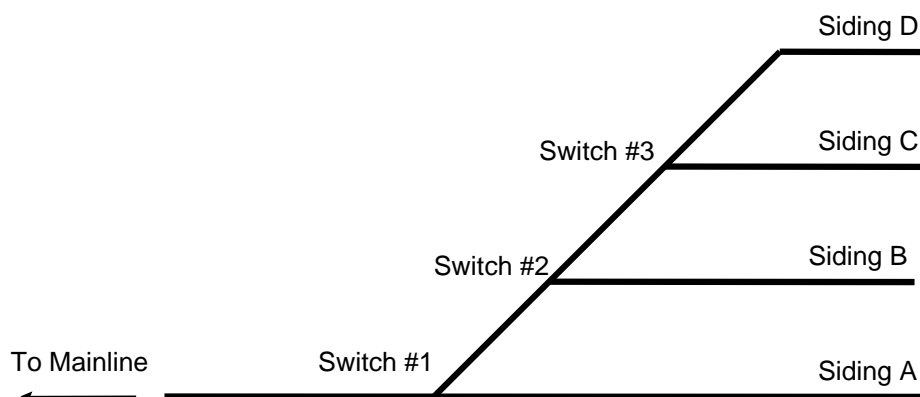 Siding D
Siding C
Switch #3
Siding B
Switch #2
To Mainline
Switch #1
Siding A